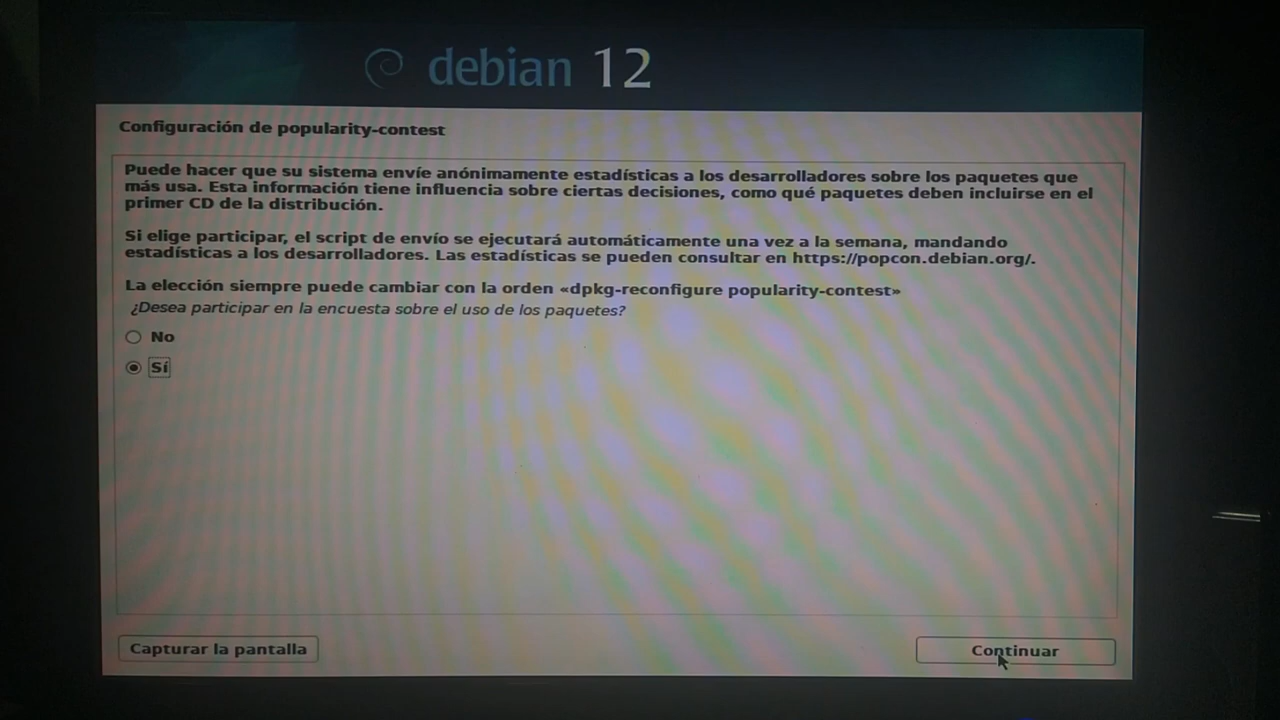 debian 12
Configuración de popularity-contest
Puede hacer que su sistema envíe anónimamente estadísticas a los desarrolladores sobre los paquetes que
más usa. Esta información tiene influencia sobre ciertas decisiones, como qué paquetes deben incluirse en el
primer CD de la distribución.
Si elige participar, el script de envío se ejecutará automáticamente una vez a la semana, mandando
estadísticas a los desarrolladores. Las estadísticas se pueden consultar en https://popcon.debian.org/.
La elección siempre puede cambiar con la orden «dpkg-reconfigure popularity-contest»
¿Desea participar en la encuesta sobre el uso de los paquetes?
No
Sí
Capturar la pantalla
Continuar